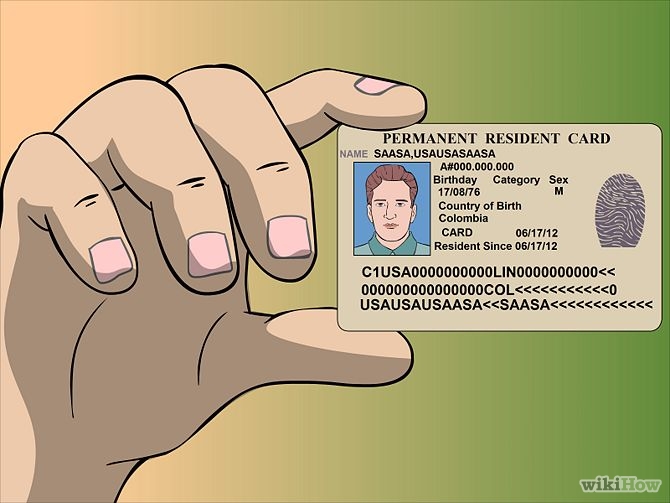 PERMANENT RESIDENT CARD
NAME SAASA,USAUSASAASA
A#000.000.000
Birthday Category Sex
17/08/76 M
Country of Birth
Colombia
CARD 06/17/12
Resident Since 06/17/12
C1USA0000000000LIN0000000000<<
000000000000000COL<<<<<<<<<<<0
USAUSAUSAASA<<SAASA<<<<<<<<<<<<
wikiHow